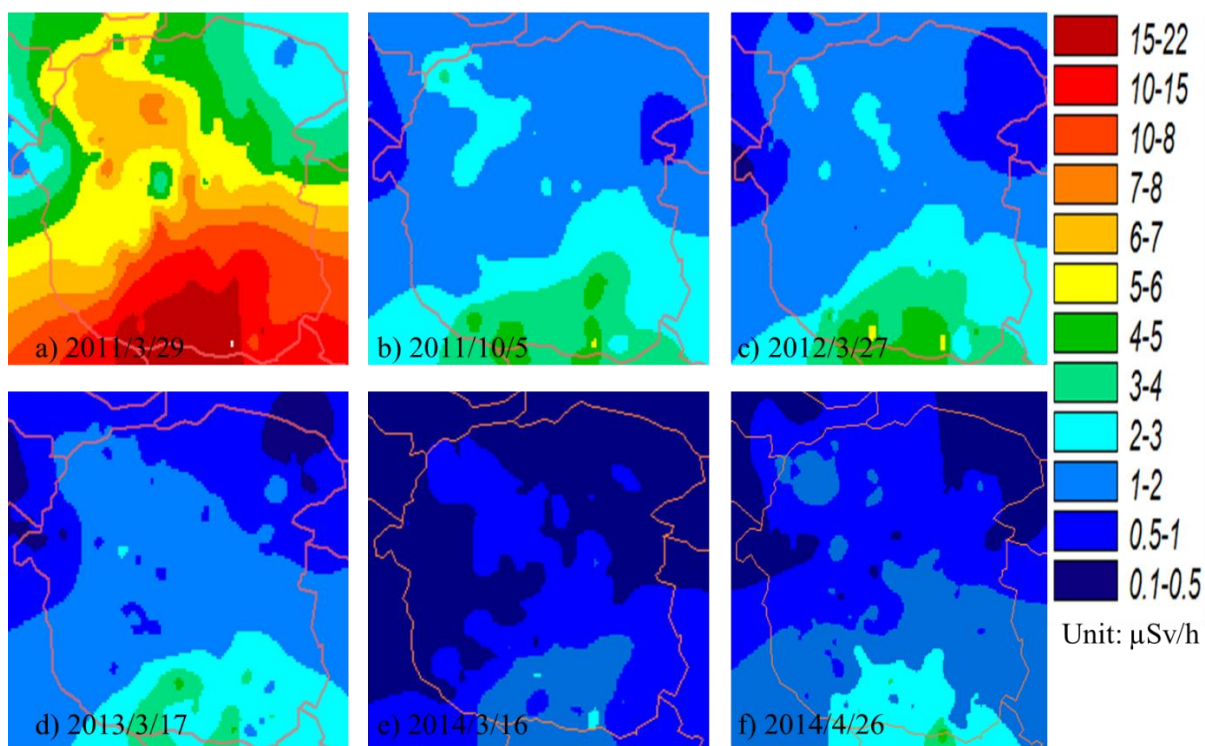 a) 2011/3/29
b) 2011/10/5
c) 2012/3/27
d) 2013/3/17
e) 2014/3/16
f) 2014/4/26
15-22
10-15
10-8
7-8
6-7
5-6
4-5
3-4
2-3
1-2
0.5-1
0.1-0.5
Unit: µSv/h